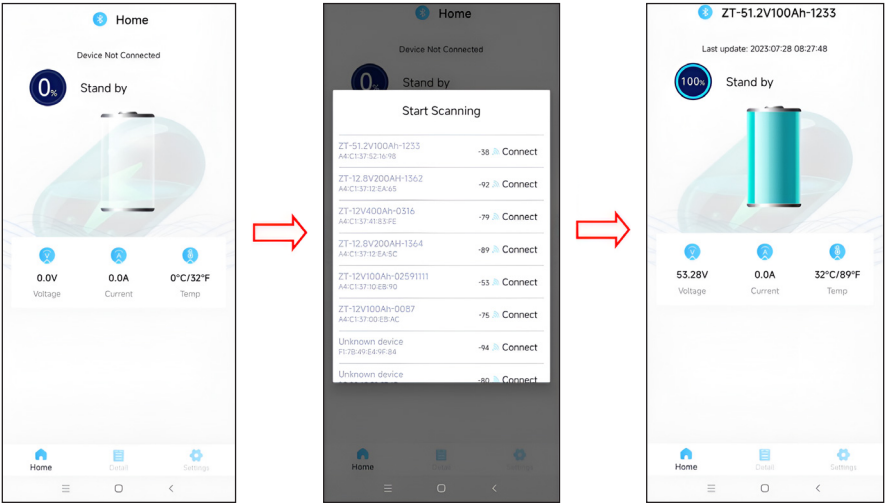 Home
Device Not Connected
0%
Stand by
0.0V
0.0A
0°C/32°F
Voltage
Current
Temp
Home
Detail
Settings
Home
Device Not Connected
0%
Stand by
Start Scanning
ZT-51.2V100Ah-1233
A4:C1:37:52:16:98
-38 Connect
ZT-12.8V200AH-1362
A4:C1:37:12:EA:65
-92 Connect
ZT-12V400Ah-0316
A4:C1:37:41:83:FE
-79 Connect
ZT-12.8V200AH-1364
A4:C1:37:12:EA:5C
-89 Connect
ZT-12V100Ah-02591111
A4:C1:37:10:EB:90
-53 Connect
ZT-12V100Ah-0087
A4:C1:37:00:EB:AC
-75 Connect
Unknown device
F1:7B:49:E4:9F:84
-94 Connect
Unknown device
-80 Connect
Home
Detail
Settings
ZT-51.2V100Ah-1233
Last update: 2023:07:28 08:27:48
100%
Stand by
V
A
53.28V
0.0A
32°C/89°F
Voltage
Current
Temp
Home
Detail
Settings